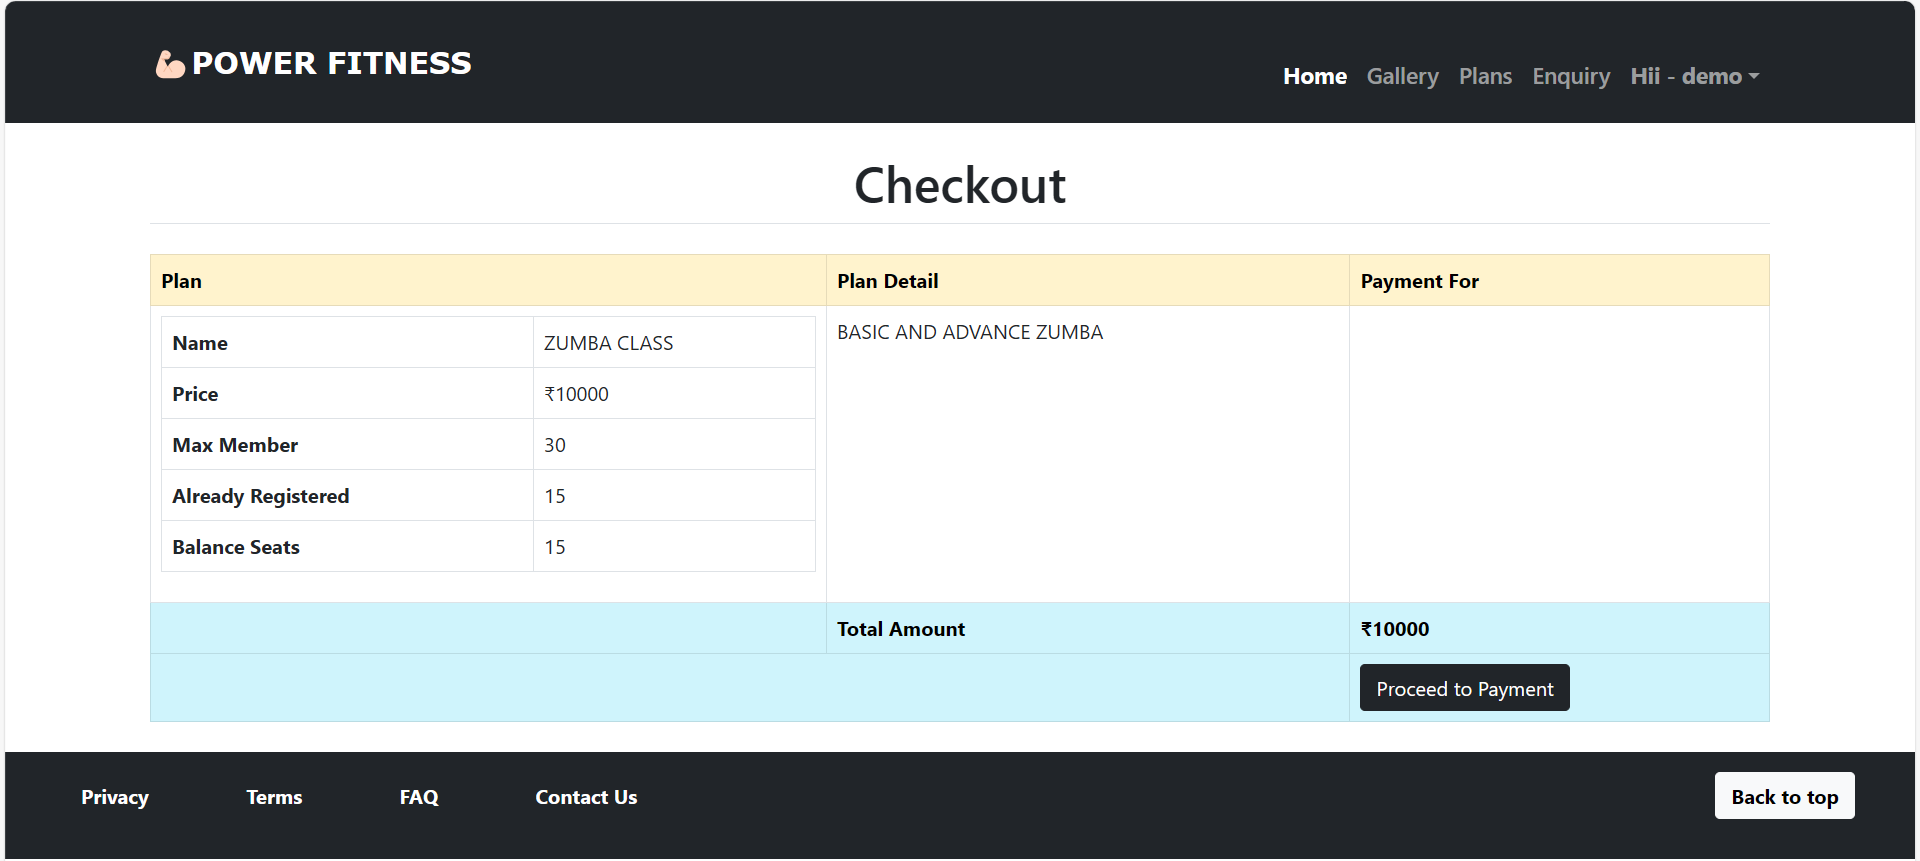 POWER FITNESS
Home Gallery Plans Enquiry Hii - demo
Checkout
Plan Plan Detail Payment For
Name ZUMBA CLASS BASIC AND ADVANCE ZUMBA
Price ₹10000
Max Member 30
Already Registered 15
Balance Seats 15
Total Amount ₹10000
Proceed to Payment
Privacy Terms FAQ Contact Us Back to top